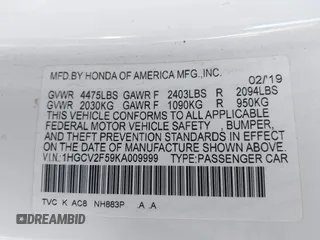 MFD.BY HONDA OF AMERICA MFG.,INC. 02/19
GVWR 4475LBS GAWR F 2403LBS R 2094LBS
GVWR 2030KG GAWR F 1090KG R 950KG
THIS VEHICLE CONFORMS TO ALL APPLICABLE
FEDERAL MOTOR VEHICLE SAFETY, BUMPER,
AND THEFT PREVENTION STANDARDS IN EFFECT
ON THE DATE OF MANUFACTURE SHOWN ABOVE.
V.I.N.:1HGCV2F59KA009999 TYPE:PASSENGER CAR
TVC K AC8 NH883P .A .A
DREAMBID